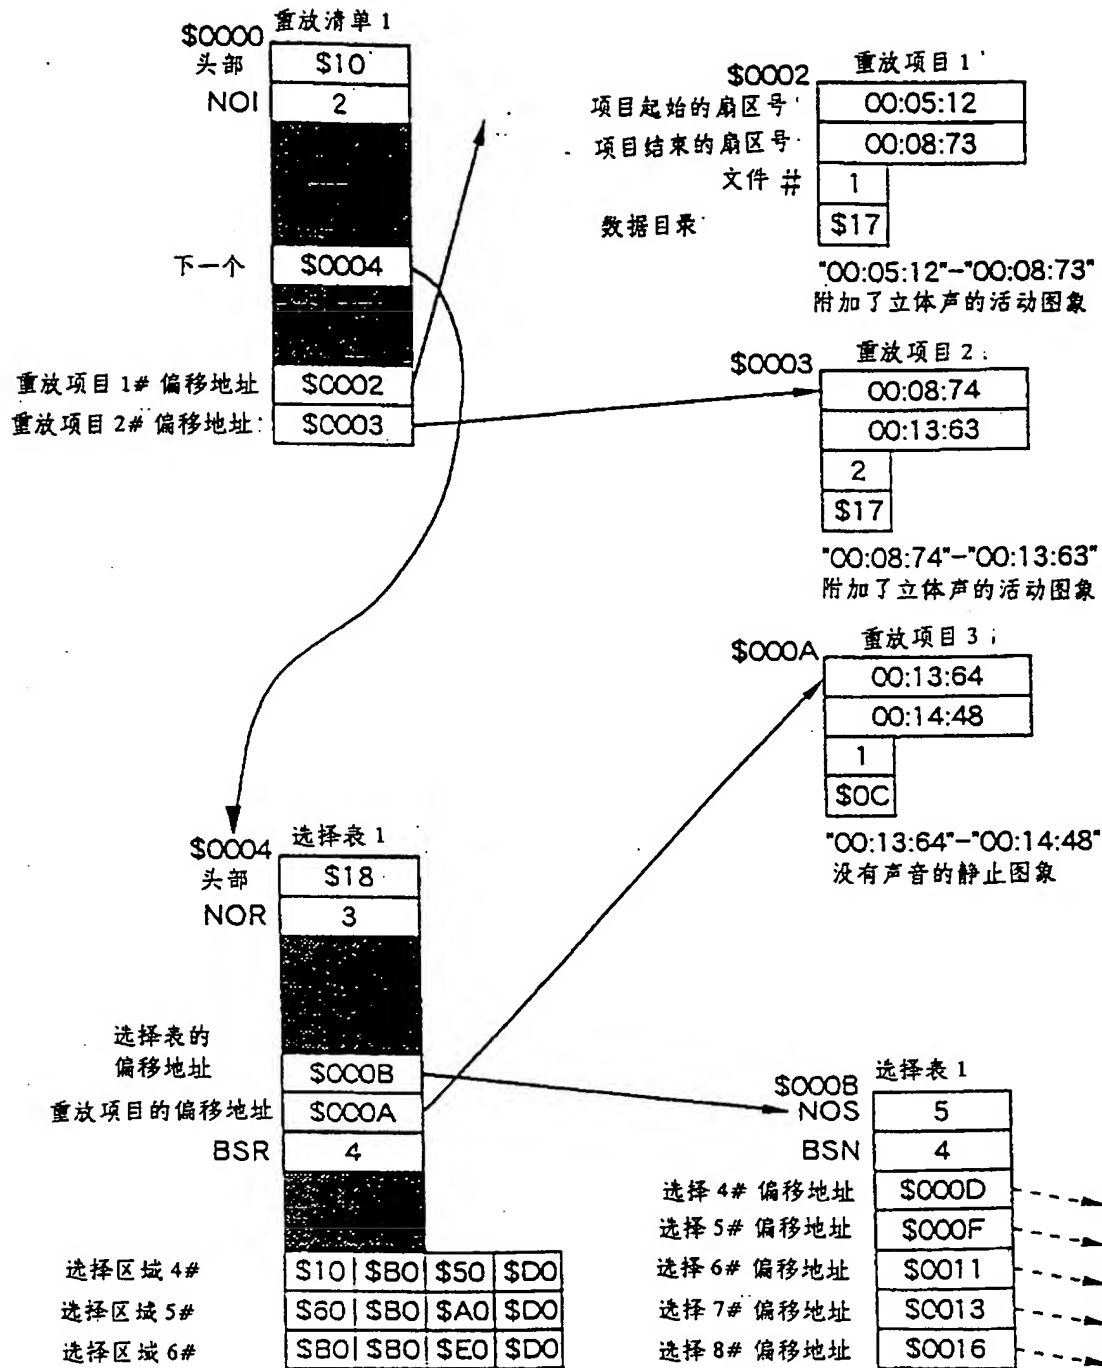 重放清单 1
$0000
头部 $10
NOI 2
下一个 $0004
重放项目 1# 偏移地址 $0002
重放项目 2# 偏移地址: $0003
重放项目 1
$0002
项目起始的扇区号 00:05:12
项目结束的扇区号 00:08:73
文件 # 1
数据目录 $17
"00:05:12"-"00:08:73"
附加了立体声的活动图象
重放项目 2
$0003
00:08:74
00:13:63
2
$17
"00:08:74"-"00:13:63"
附加了立体声的活动图象
重放项目 3
$000A
00:13:64
00:14:48
1
$0C
"00:13:64"-"00:14:48"
没有声音的静止图象
选择表 1
$0004
头部 $18
NOR 3
选择表的
偏移地址 $000B
重放项目的偏移地址 $000A
BSR 4
选择区域 4# $10 $B0 $50 $D0
选择区域 5# $60 $B0 $A0 $D0
选择区域 6# $B0 $B0 $E0 $D0
选择表 1
$000B
NOS 5
BSN 4
选择 4# 偏移地址 $000D
选择 5# 偏移地址 $000F
选择 6# 偏移地址 $0011
选择 7# 偏移地址 $0013
选择 8# 偏移地址 $0016